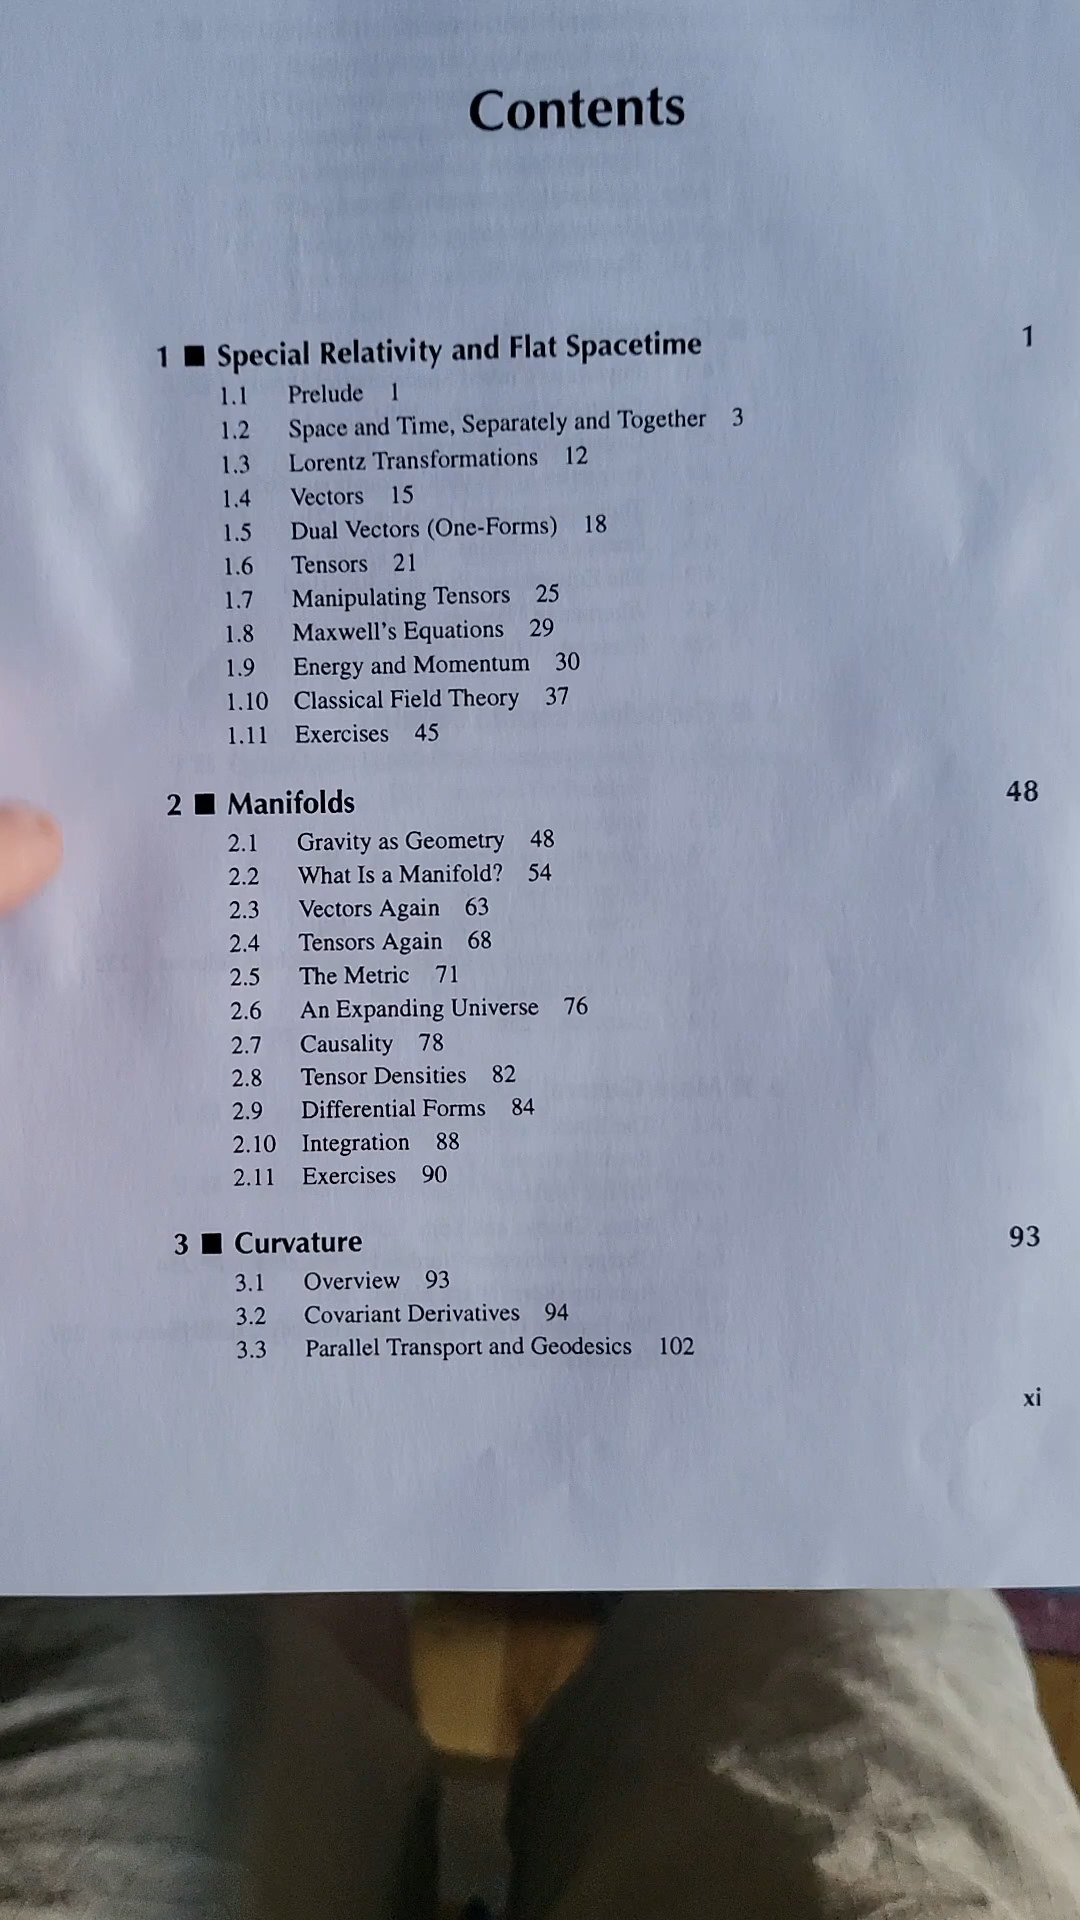 Contents
1 ■ Special Relativity and Flat Spacetime 1
1.1 Prelude 1
1.2 Space and Time, Separately and Together 3
1.3 Lorentz Transformations 12
1.4 Vectors 15
1.5 Dual Vectors (One-Forms) 18
1.6 Tensors 21
1.7 Manipulating Tensors 25
1.8 Maxwell's Equations 29
1.9 Energy and Momentum 30
1.10 Classical Field Theory 37
1.11 Exercises 45
2 ■ Manifolds 48
2.1 Gravity as Geometry 48
2.2 What Is a Manifold? 54
2.3 Vectors Again 63
2.4 Tensors Again 68
2.5 The Metric 71
2.6 An Expanding Universe 76
2.7 Causality 78
2.8 Tensor Densities 82
2.9 Differential Forms 84
2.10 Integration 88
2.11 Exercises 90
3 ■ Curvature 93
3.1 Overview 93
3.2 Covariant Derivatives 94
3.3 Parallel Transport and Geodesics 102
xi